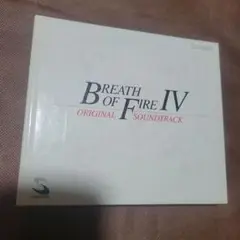 BREATH
OF FIRE IV
ORIGINAL SOUNDTRACK